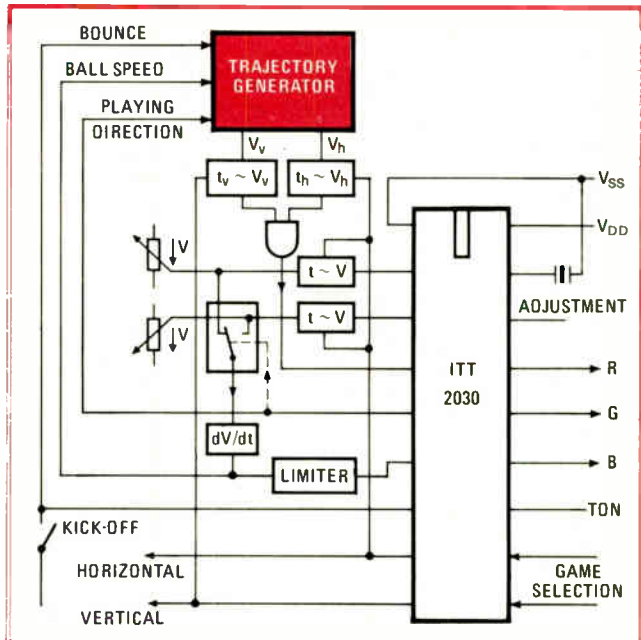 BOUNCE
BALL SPEED
PLAYING
DIRECTION
TRAJECTORY
GENERATOR
Vv
Vh
tv ~ Vv
th ~ Vh
VSS
VDD
V
t ~ V
ADJUSTMENT
V
t ~ V
ITT
2030
R
G
dV/dt
B
LIMITER
TON
KICK-OFF
HORIZONTAL
GAME
SELECTION
VERTICAL